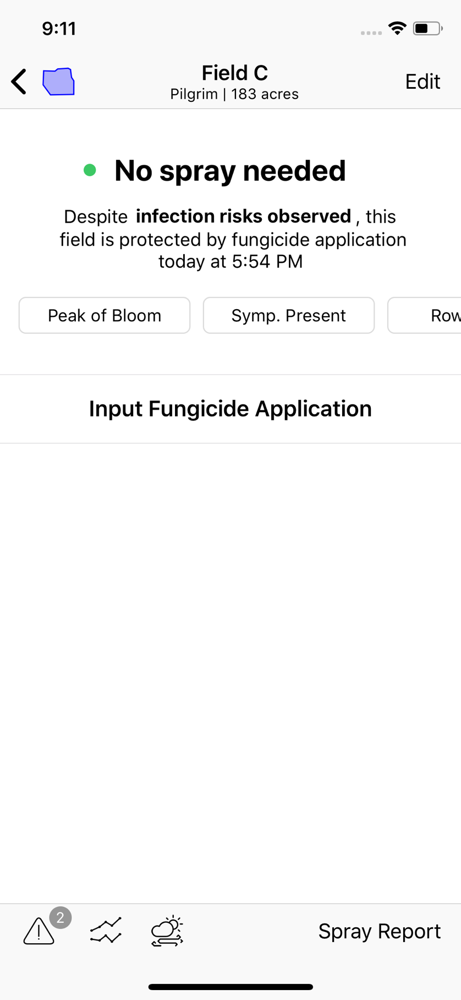 9:11
Field C
Pilgrim | 183 acres
Edit
No spray needed
Despite infection risks observed , this
field is protected by fungicide application
today at 5:54 PM
Peak of Bloom
Symp. Present
Row
Input Fungicide Application
2
Spray Report